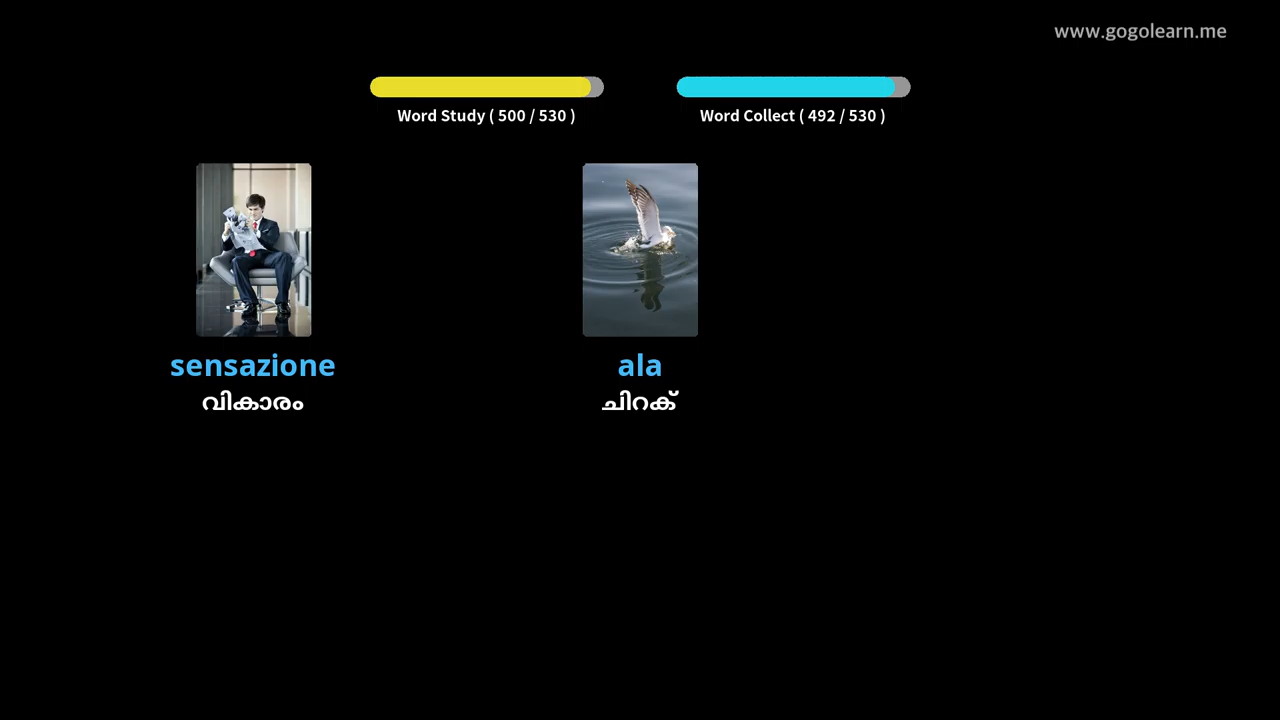 www.gogolearn.me
Word Study ( 500 / 530 )
Word Collect ( 492 / 530 )
sensazione
വികാരം
ala
ചിറക്